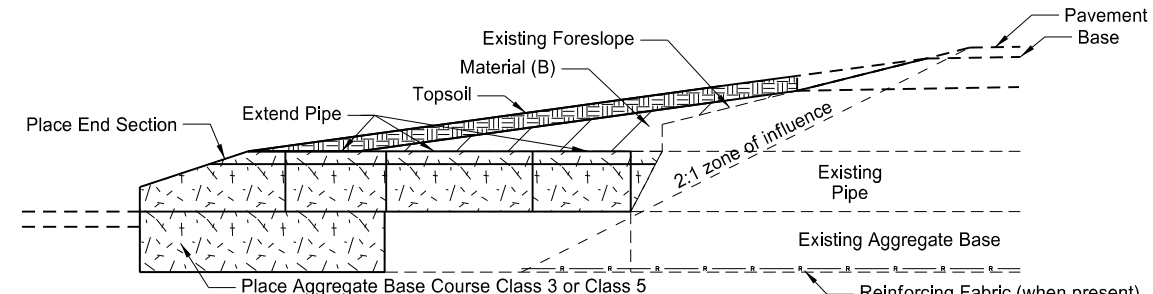 Pavement
Base
Existing Foreslope
Material (B)
Topsoil
Extend Pipe
Place End Section
2:1 zone of influence
Existing
Pipe
Existing Aggregate Base
R R R R R R R R
Place Aggregate Base Course Class 3 or Class 5
Reinforcing Fabric (when present)